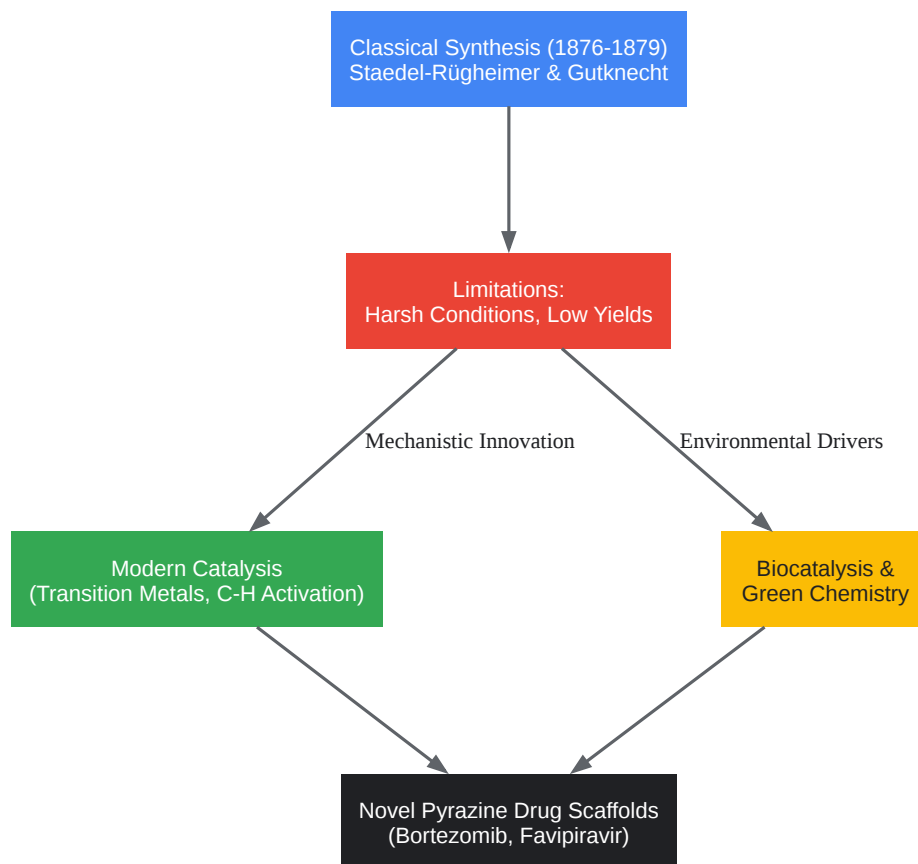 Classical Synthesis (1876-1879)
Staedel-Rügheimer & Gutknecht
Limitations:
Harsh Conditions, Low Yields
Mechanistic Innovation
Environmental Drivers
Modern Catalysis
(Transition Metals, C-H Activation)
Biocatalysis &
Green Chemistry
Novel Pyrazine Drug Scaffolds
(Bortezomib, Favipiravir)